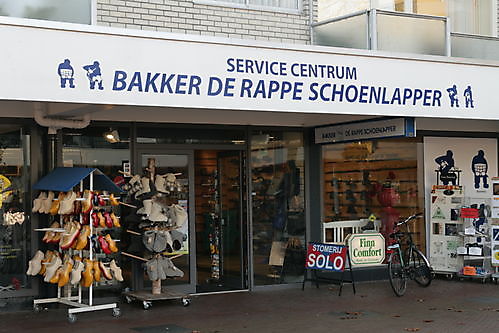 SERVICE CENTRUM
BAKKER DE RAPPE SCHOENLAPPER
BAKKER - DE RAPPE SCHOENLAPPER
STOMERIJ
SOLO
Finn
Comfort